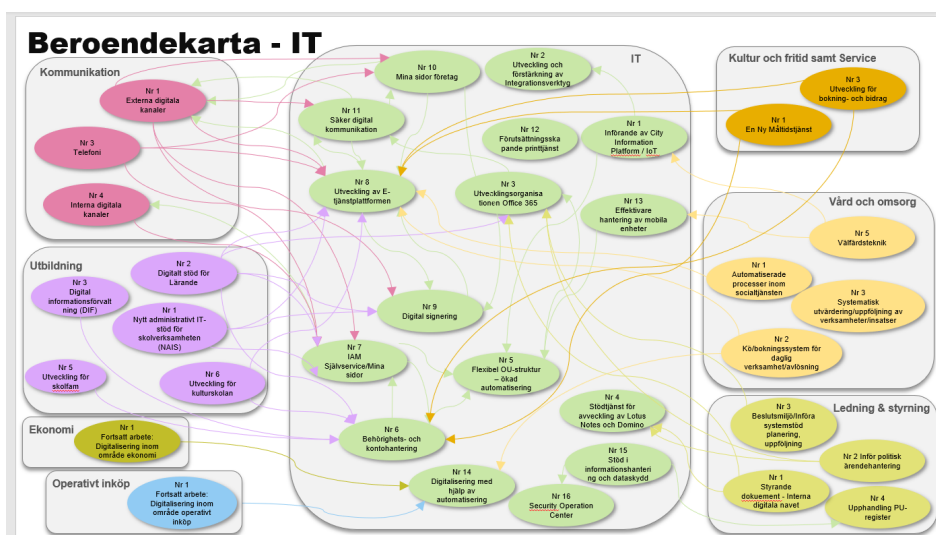 Beroendekarta - IT
Kommunikation
Nr 1
Externa digitala
kanaler
Nr 3
Telefoni
Nr 4
Interna digitala
kanaler
Utbildning
Nr 2
Digitalt stöd för
Lärande
Nr 3
Digital
informationsförvalt
ning (DIF)
Nr 1
Nytt administrativt IT-
stöd för
skolverksamheten
(NAIS)
Nr 5
Utveckling för
skolfam
Nr 6
Utveckling för
kulturskolan
Ekonomi
Nr 1
Fortsatt arbete:
Digitalisering inom
område ekonomi
Operativt inköp
Nr 1
Fortsatt arbete:
Digitalisering inom
område operativt
inköp
IT
Nr 10
Mina sidor företag
Nr 2
Utveckling och
förstärkning av
Integrationsverktyg
Nr 11
Säker digital
kommunikation
Nr 12
Förutsättningsska
pande printtjänst
Nr 1
Införande av City
Information
Platform / IoT
Nr 8
Utveckling av E-
tjänstplattformen
Nr 3
Utvecklingsorganisa
tionen Office 365
Nr 13
Effektivare
hantering av mobila
enheter
Nr 9
Digital signering
Nr 7
IAM
Självservice/Mina
sidor
Nr 5
Flexibel OU-struktur
– ökad
automatisering
Nr 4
Stödtjänst för
avveckling av Lotus
Notes och Domino
Nr 6
Behörighets- och
kontohantering
Nr 15
Stöd i
informationshanteri
ng och dataskydd
Nr 14
Digitalisering med
hjälp av
automatisering
Nr 16
Security Operation
Center
Kultur och fritid samt Service
Nr 3
Utveckling för
bokning- och bidrag
Nr 1
En Ny Måltidstjänst
Vård och omsorg
Nr 5
Välfärdsteknik
Nr 1
Automatiserade
processer inom
socialtjänsten
Nr 3
Systematisk
utvärdering/uppföljning av
verksamheter/insatser
Nr 2
Kö/bokningssystem för
daglig
verksamhet/avlösning
Ledning & styrning
Nr 3
Beslutsmiljö/Införa
systemstöd
planering,
uppföljning
Nr 2 Inför politisk
ärendehantering
Nr 1
Styrande
dokuement - Interna
digitala navet
Nr 4
Upphandling PU-
register